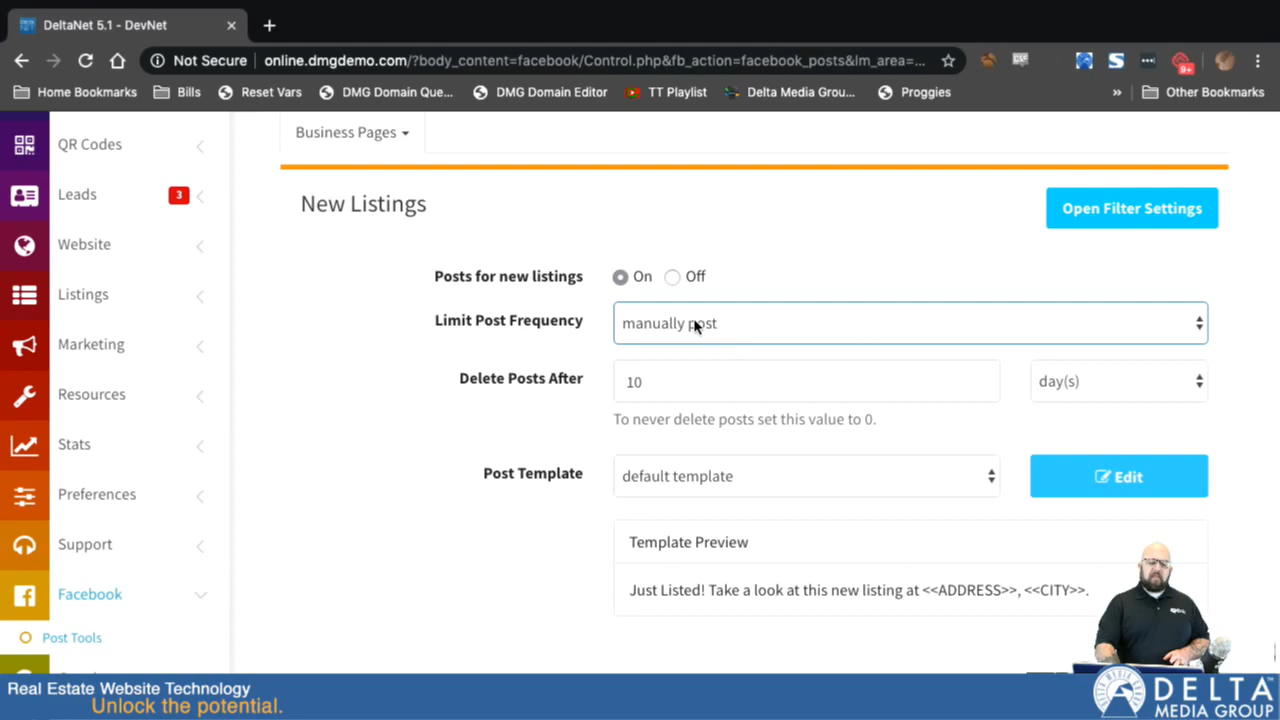 DeltaNet 5.1 - DevNet
Not Secure online.dmgdemo.com/?body_content=facebook/Control.php&fb_action=facebook_posts&lm_area=...
9+
Home Bookmarks Bills Reset Vars DMG Domain Que... DMG Domain Editor TT Playlist Delta Media Grou... Proggies » Other Bookmarks
Business Pages
QR Codes
Leads 3
Website
Listings
Marketing
Resources
Stats
Preferences
Support
Facebook
Post Tools
New Listings
Open Filter Settings
Posts for new listings On Off
Limit Post Frequency manually post
Delete Posts After 10 day(s)
To never delete posts set this value to 0.
Post Template default template Edit
Template Preview
Just Listed! Take a look at this new listing at <<ADDRESS>>, <<CITY>>.
Real Estate Website Technology
Unlock the potential.
DELTA
MEDIA GROUP